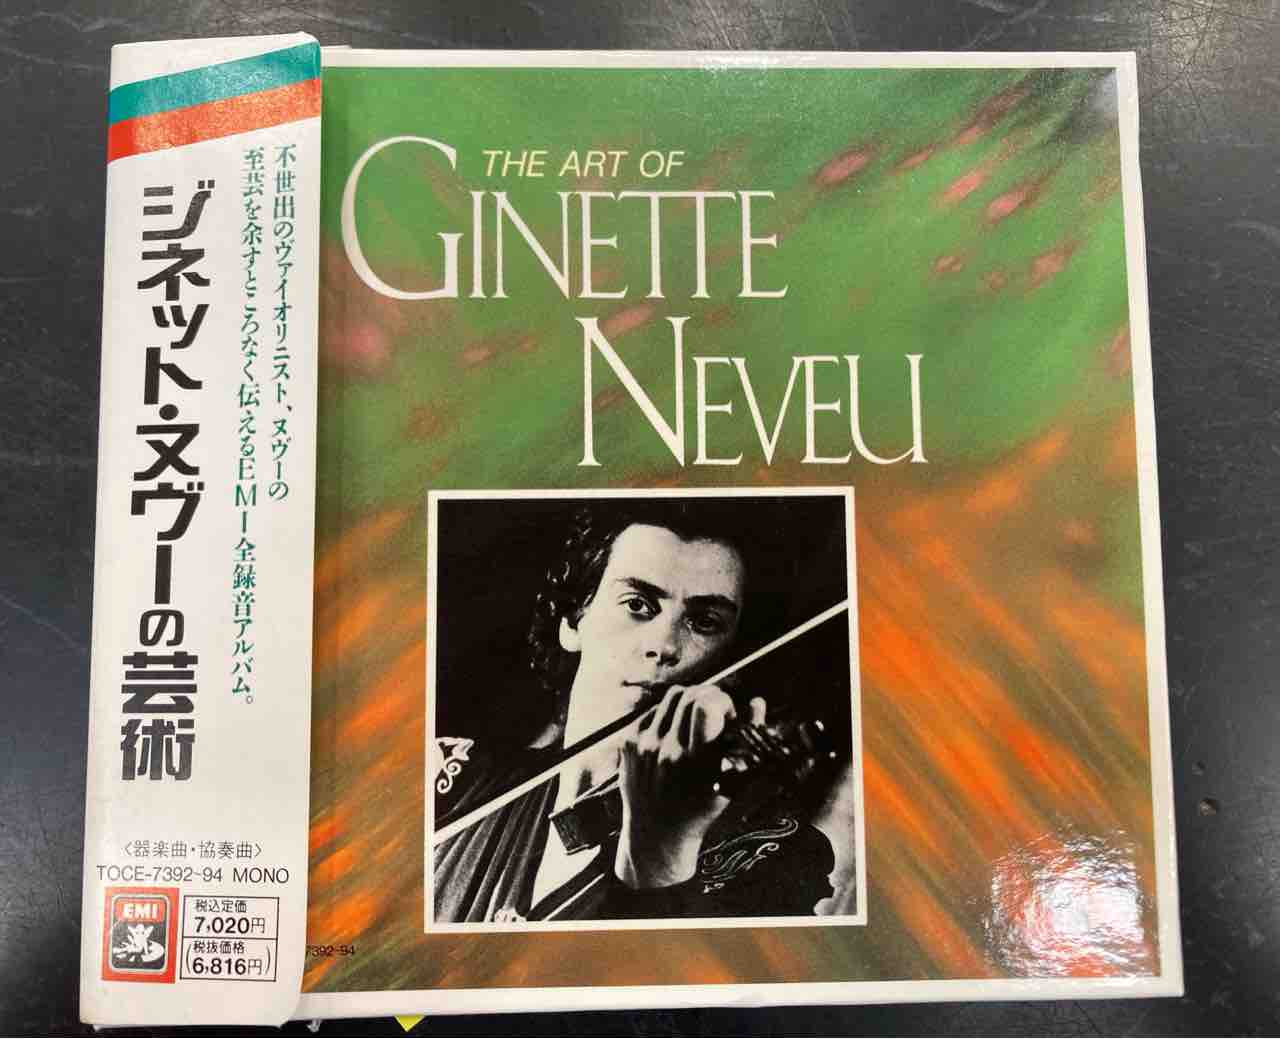 不世出のヴァイオリニスト、ヌヴーの
至芸を余すところなく伝えるEMI全録音アルバム。
ジネット・ヌヴーの芸術
〈器楽曲・協奏曲〉
TOCE-7392~94 MONO
EMI
税込定価
7,020円
税抜価格
(6,816円)
THE ART OF
GINETTE
NEVEU
7392-94